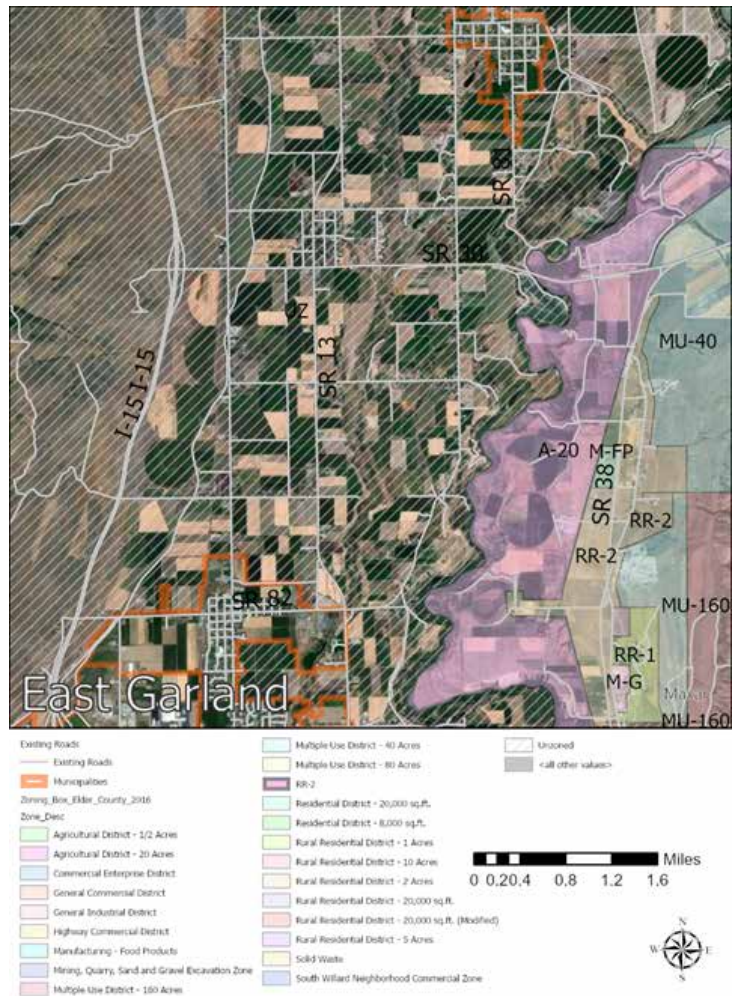 SR 81
SR 30
UZ
MU-40
SR 13
I-15 I-15
A-20 M-FP
SR 38
RR-2
RR-2
SR 82
MU-160
RR-1
M-G
East Garland
Maxar
MU-160
Existing Roads
Existing Roads
Municipalities
Zoning_Box_Elder_County_2016
Zone_Desc
Agricultural District - 1/2 Acres
Agricultural District - 20 Acres
Commercial Enterprise District
General Commercial District
General Industrial District
Highway Commercial District
Manufacturing - Food Products
Mining, Quarry, Sand and Gravel Excavation Zone
Multiple Use District - 160 Acres
Multiple Use District - 40 Acres
Multiple Use District - 80 Acres
RR-2
Residential District - 20,000 sq.ft.
Residential District - 8,000 sq.ft.
Rural Residential District - 1 Acres
Rural Residential District - 10 Acres
Rural Residential District - 2 Acres
Rural Residential District - 20,000 sq.ft.
Rural Residential District - 20,000 sq.ft. (Modified)
Rural Residential District - 5 Acres
Solid Waste
South Willard Neighborhood Commercial Zone
Unzoned
<all other values>
Miles
0 0.2 0.4 0.8 1.2 1.6
N
W E
S